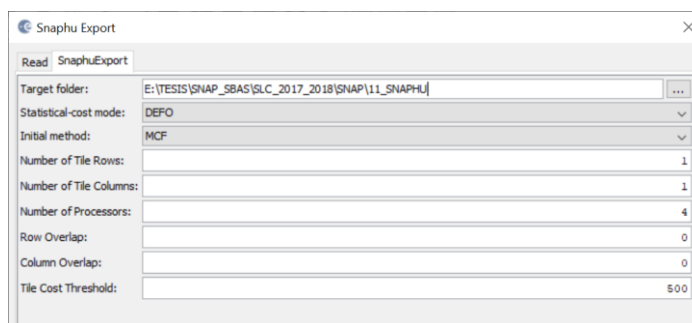 Snaphu Export
Read SnaphuExport
Target folder: E:\TESIS\SNAP_SBAS\SLC_2017_2018\SNAP\11_SNAPHU ...
Statistical-cost mode: DEFO
Initial method: MCF
Number of Tile Rows: 1
Number of Tile Columns: 1
Number of Processors: 4
Row Overlap: 0
Column Overlap: 0
Tile Cost Threshold: 500